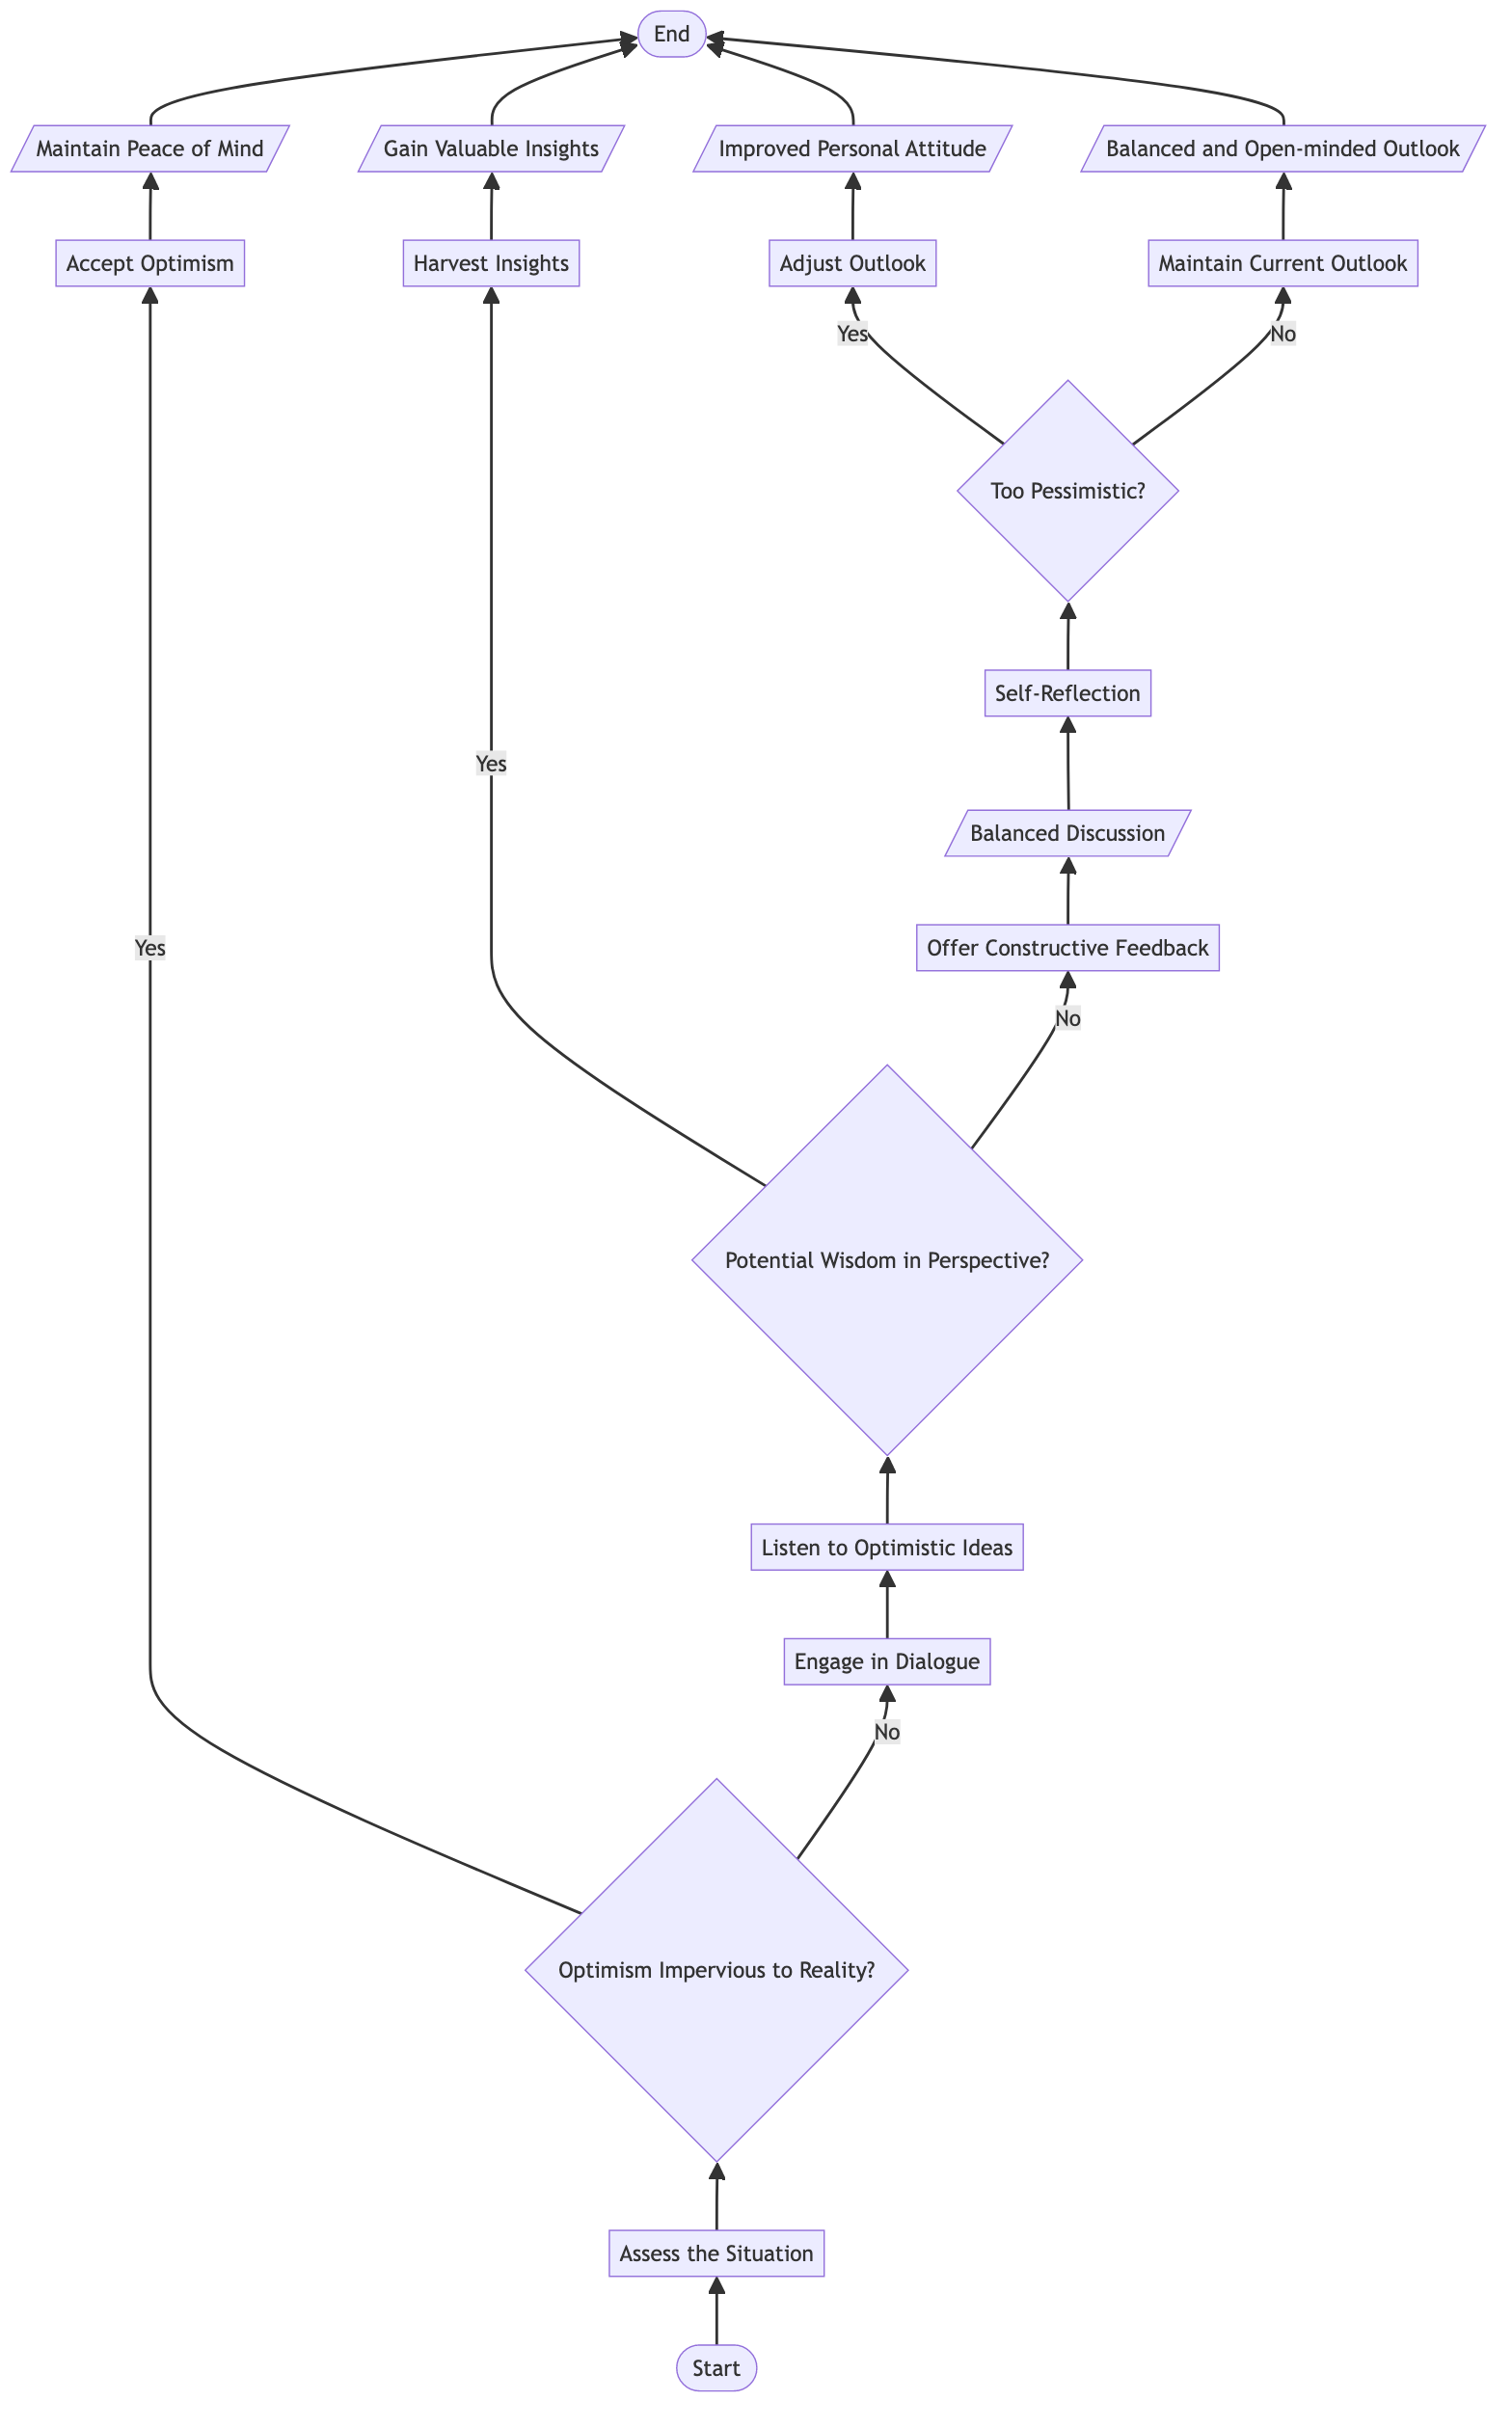 End
Maintain Peace of Mind
Gain Valuable Insights
Improved Personal Attitude
Balanced and Open-minded Outlook
Accept Optimism
Harvest Insights
Adjust Outlook
Maintain Current Outlook
Yes
No
Too Pessimistic?
Self-Reflection
Yes
Balanced Discussion
Yes
Offer Constructive Feedback
No
Potential Wisdom in Perspective?
Listen to Optimistic Ideas
Engage in Dialogue
No
Optimism Impervious to Reality?
Assess the Situation
Start